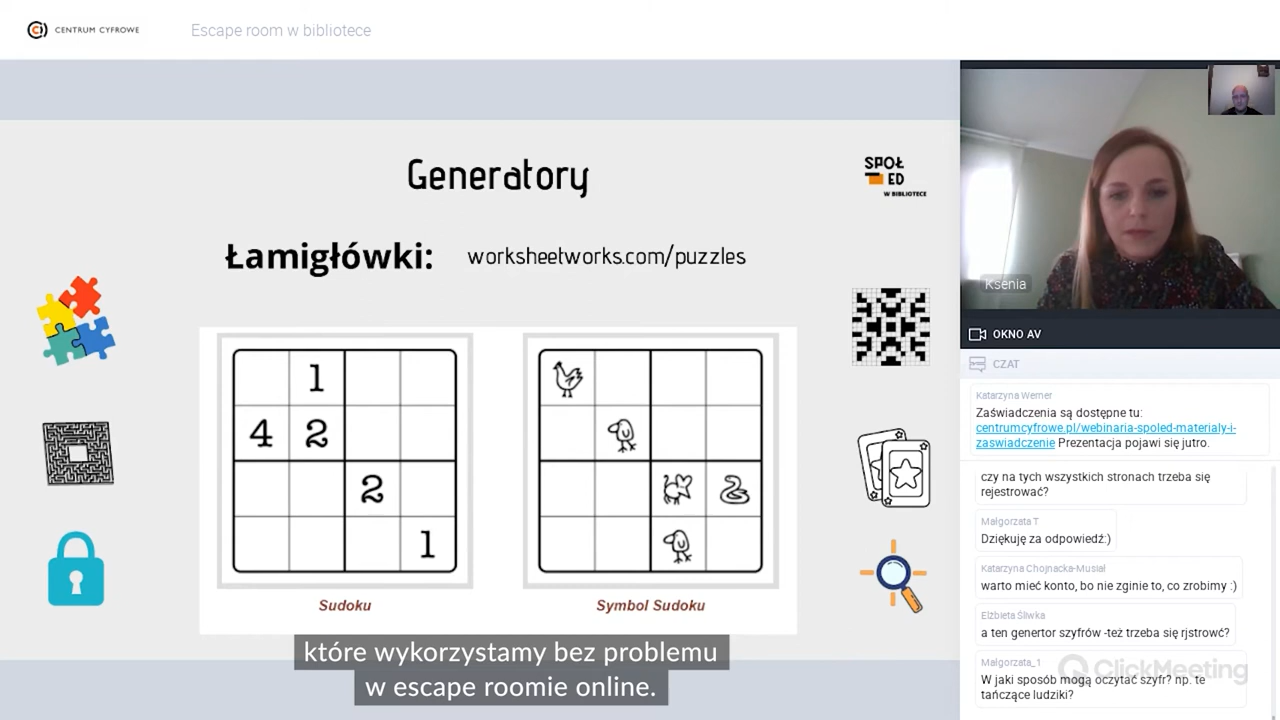 CENTRUM CYFROWE
Escape room w bibliotece
Generatory
SPOŁ
ED
W BIBLIOTECE
Łamigłówki: worksheetworks.com/puzzles
1
4 2
2
1
Sudoku
Symbol Sudoku
które wykorzystamy bez problemu
w escape roomie online.
Ksenia
OKNO AV
CZAT
Katarzyna Werner
Zaświadczenia są dostępne tu:
centrumcyfrowe.pl/webinaria-spoled-materialy-i-
zaswiadczenie Prezentacja pojawi się jutro.
czy na tych wszystkich stronach trzeba się
rejestrować?
Małgorzata T
Dziękuję za odpowiedź:)
Katarzyna Chojnacka-Musiał
warto mieć konto, bo nie zginie to, co zrobimy :)
Elżbieta Śliwka
a ten genertor szyfrów -też trzeba się rjstrowć?
Małgorzata_1
W jaki sposób mogą oczytać szyfr? np. te
tańczące ludziki?
ClickMeeting